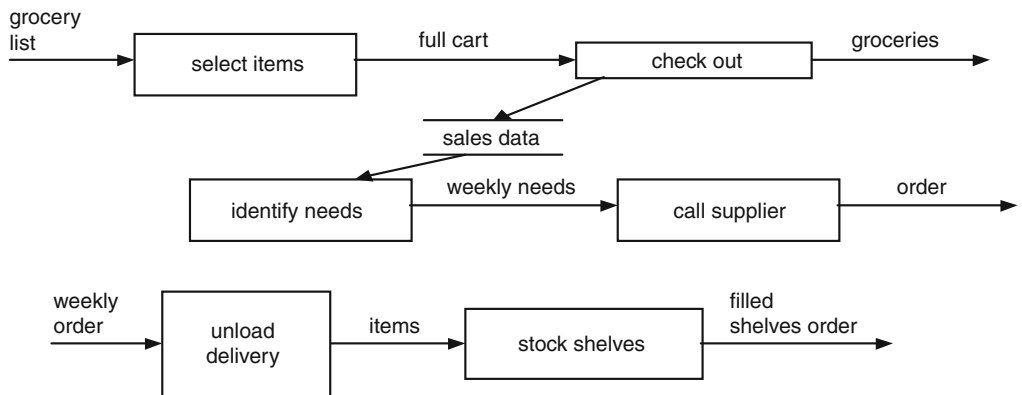 grocery
list
select items
full cart
check out
groceries
sales data
identify needs
weekly needs
call supplier
order
weekly
order
unload
delivery
items
stock shelves
filled
shelves order